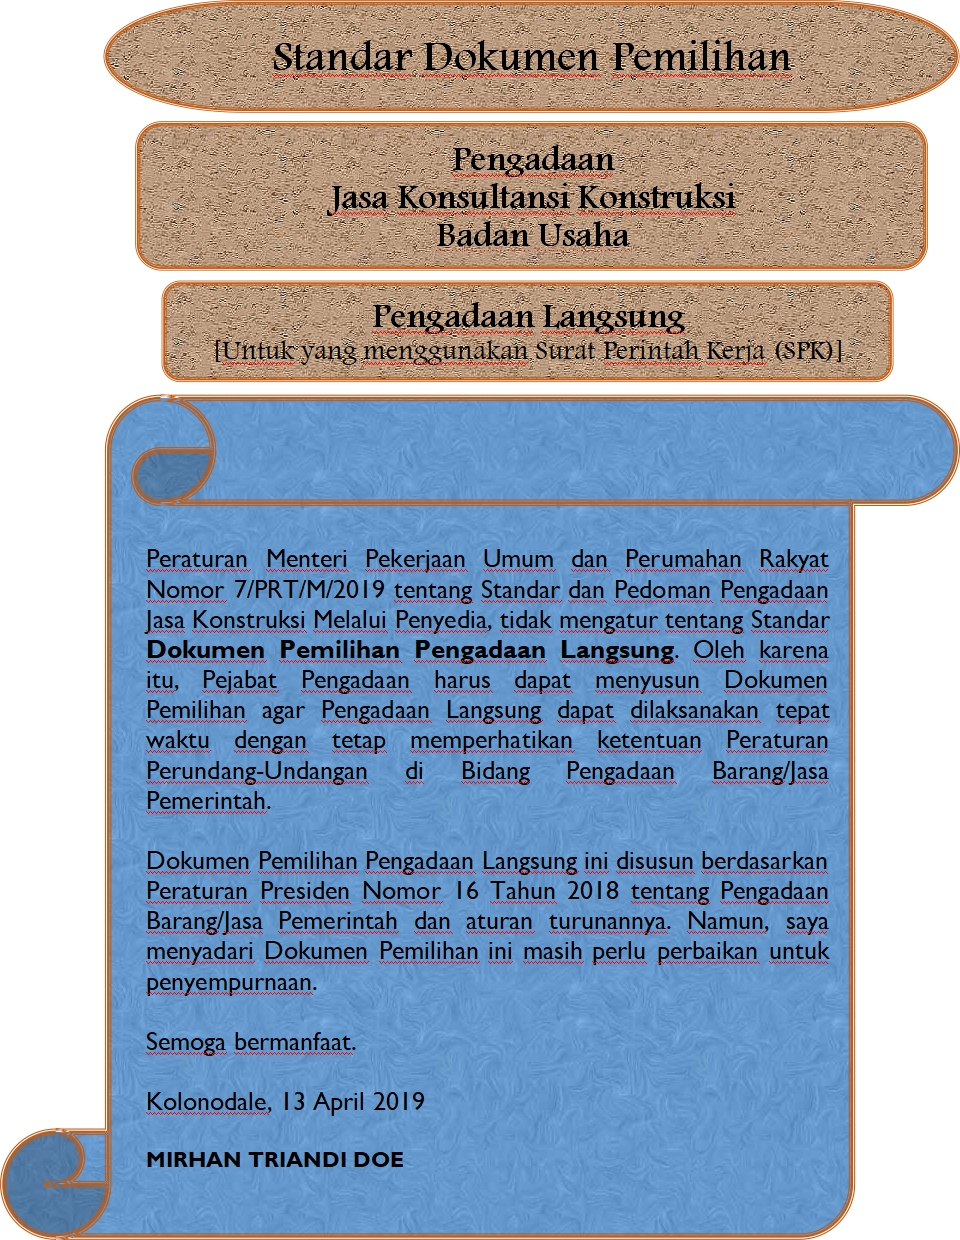 Standar Dokumen Pemilihan
Pengadaan
Jasa Konsultansi Konstruksi
Badan Usaha
Pengadaan Langsung
[Untuk yang menggunakan Surat Perintah Kerja (SPK)]
Peraturan Menteri Pekerjaan Umum dan Perumahan Rakyat
Nomor 7/PRT/M/2019 tentang Standar dan Pedoman Pengadaan
Jasa Konstruksi Melalui Penyedia, tidak mengatur tentang Standar
Dokumen Pemilihan Pengadaan Langsung. Oleh karena
itu, Pejabat Pengadaan harus dapat menyusun Dokumen
Pemilihan agar Pengadaan Langsung dapat dilaksanakan tepat
waktu dengan tetap memperhatikan ketentuan Peraturan
Perundang-Undangan di Bidang Pengadaan Barang/Jasa
Pemerintah.
Dokumen Pemilihan Pengadaan Langsung ini disusun berdasarkan
Peraturan Presiden Nomor 16 Tahun 2018 tentang Pengadaan
Barang/Jasa Pemerintah dan aturan turunannya. Namun, saya
menyadari Dokumen Pemilihan ini masih perlu perbaikan untuk
penyempurnaan.
Semoga bermanfaat.
Kolonodale, 13 April 2019
MIRHAN TRIANDI DOE